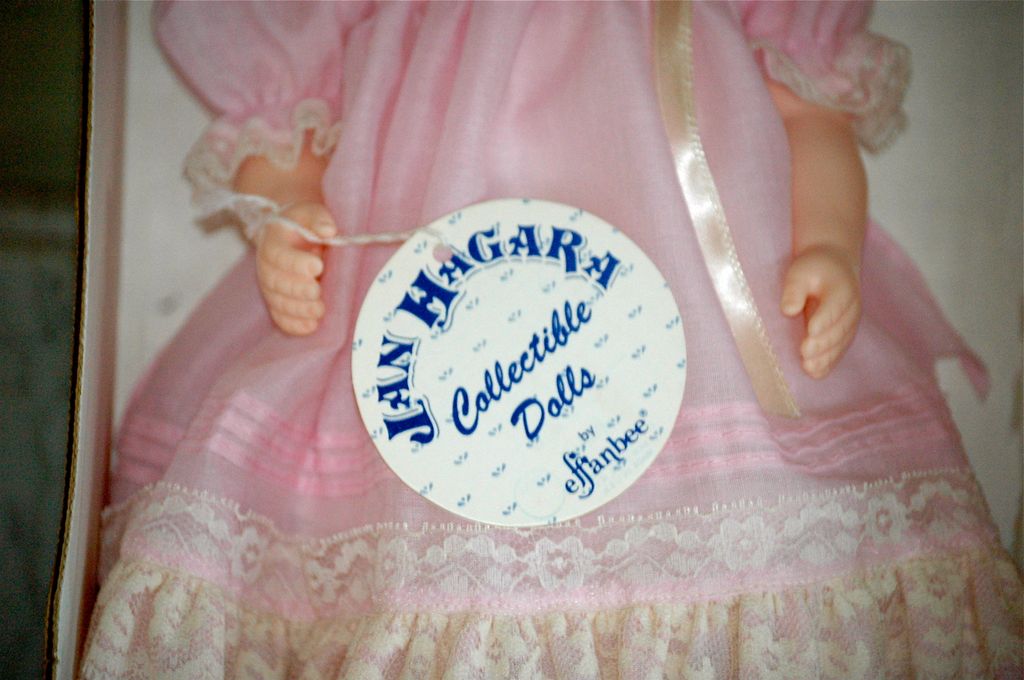 JAN HAGARA
Collectible
Dolls
by
effanbee®